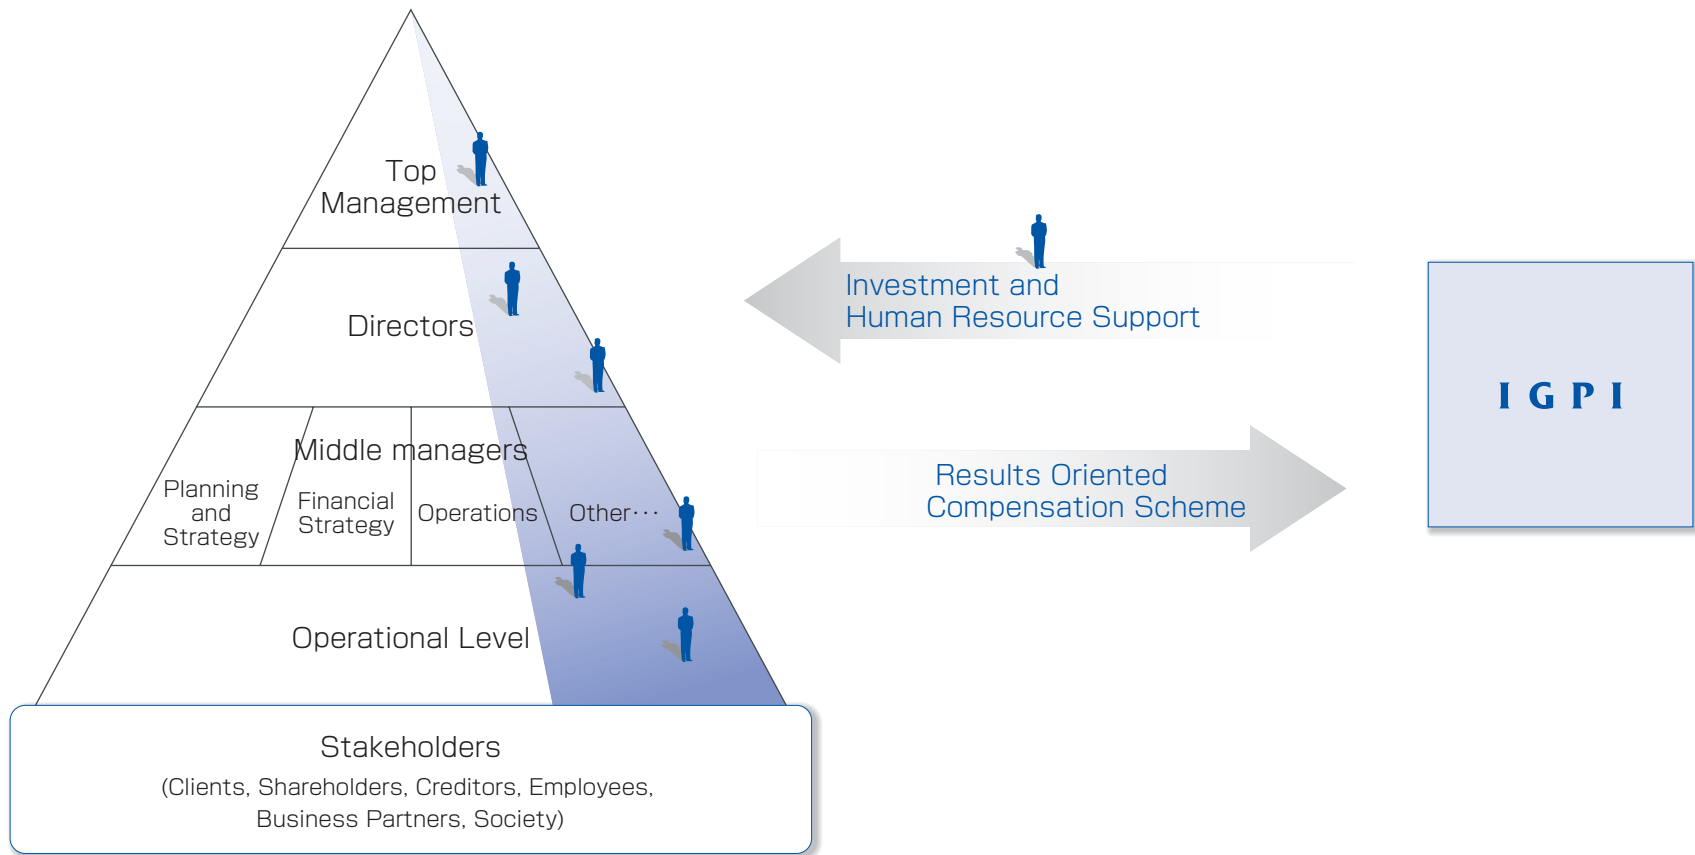 Top
Management
Directors
Middle managers
Planning
and
Strategy
Financial
Strategy
Operations
Other…
Operational Level
Stakeholders
(Clients, Shareholders, Creditors, Employees,
Business Partners, Society)
Investment and
Human Resource Support
Results Oriented
Compensation Scheme
IGPI